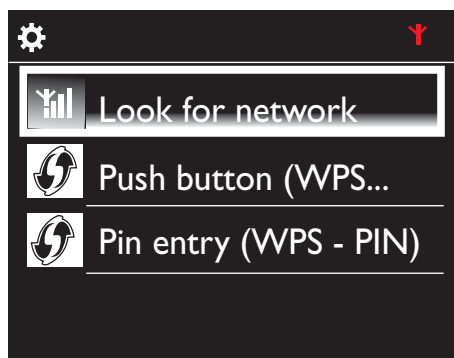 Look for network
Push button (WPS...
Pin entry (WPS - PIN)